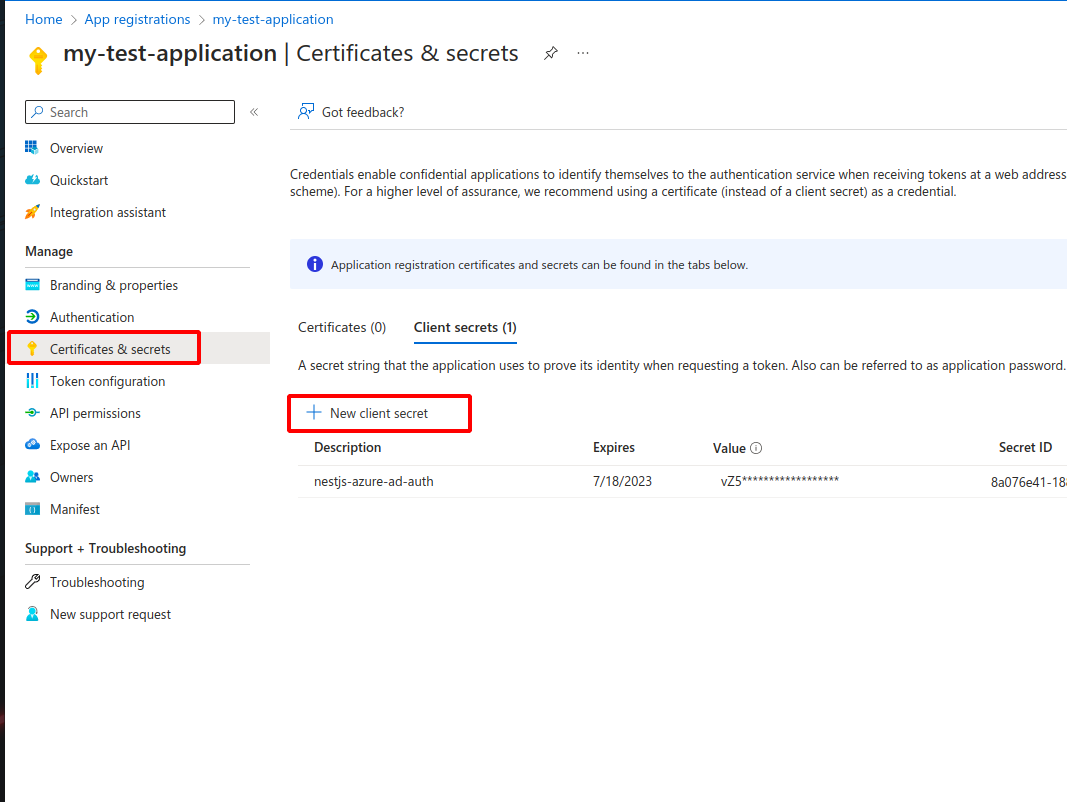 Home > App registrations > my-test-application
my-test-application | Certificates & secrets
Search
Overview
Quickstart
Integration assistant
Manage
Branding & properties
Authentication
Certificates & secrets
Token configuration
API permissions
Expose an API
Owners
Manifest
Support + Troubleshooting
Troubleshooting
New support request
Got feedback?
Credentials enable confidential applications to identify themselves to the authentication service when receiving tokens at a web address
scheme). For a higher level of assurance, we recommend using a certificate (instead of a client secret) as a credential.
Application registration certificates and secrets can be found in the tabs below.
Certificates (0) Client secrets (1)
A secret string that the application uses to prove its identity when requesting a token. Also can be referred to as application password.
New client secret
Description Expires Value Secret ID
nestjs-azure-ad-auth 7/18/2023 vZ5****************** 8a076e41-18